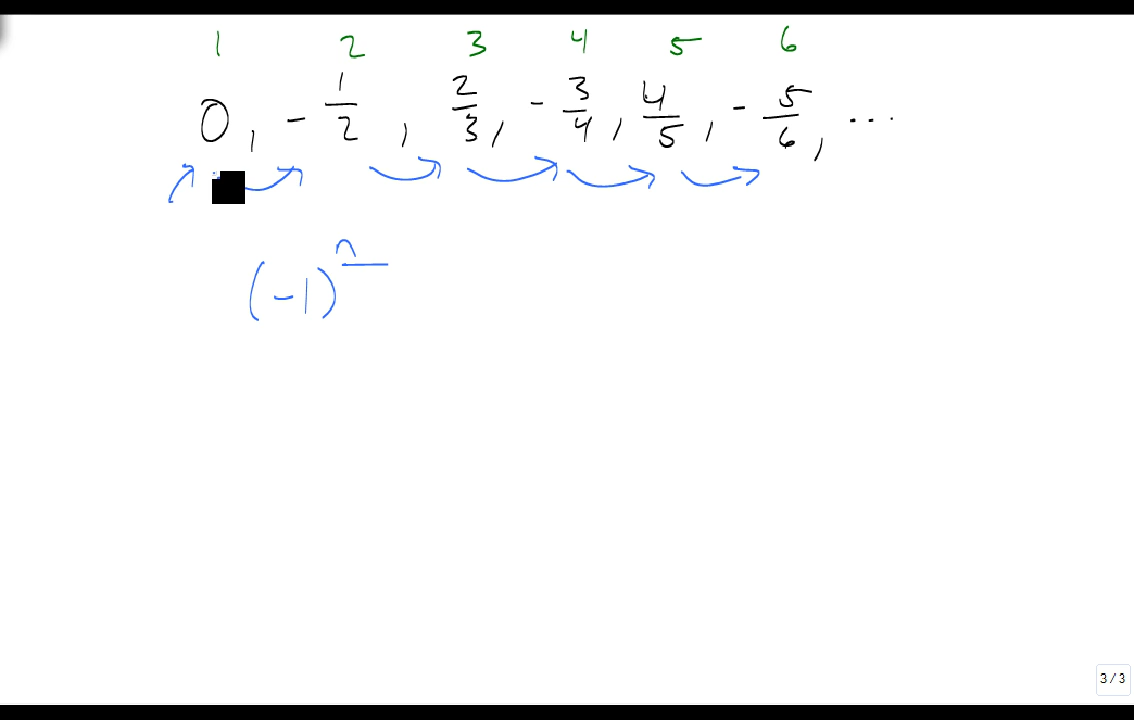 1 2 3 4 5 6
0, - 1/2, 2/3, - 3/4, 4/5, - 5/6, ...
(-1)^n
3/3